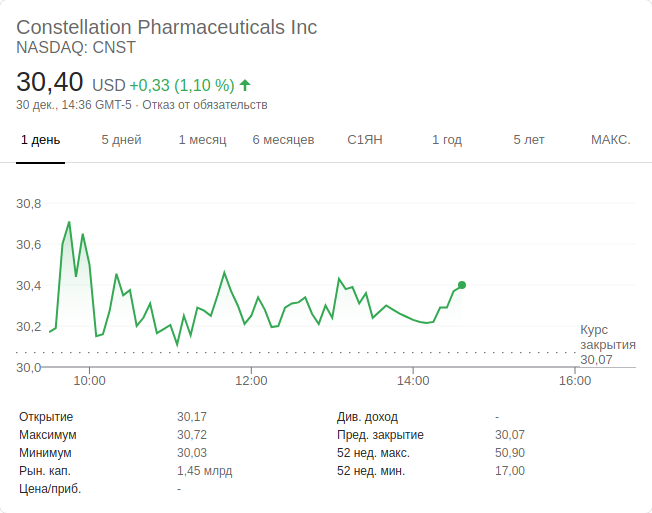 Constellation Pharmaceuticals Inc
NASDAQ: CNST
30,40 USD +0,33 (1,10 %)
30 дек., 14:36 GMT-5 · Отказ от обязательств
1 день 5 дней 1 месяц 6 месяцев С1ЯН 1 год 5 лет МАКС.
30,8
30,6
30,4
30,2
30,0
Курс
закрытия
30,07
10:00 12:00 14:00 16:00
Открытие 30,17 Див. доход -
Максимум 30,72 Пред. закрытие 30,07
Минимум 30,03 52 нед. макс. 50,90
Рын. кап. 1,45 млрд 52 нед. мин. 17,00
Цена/приб. -